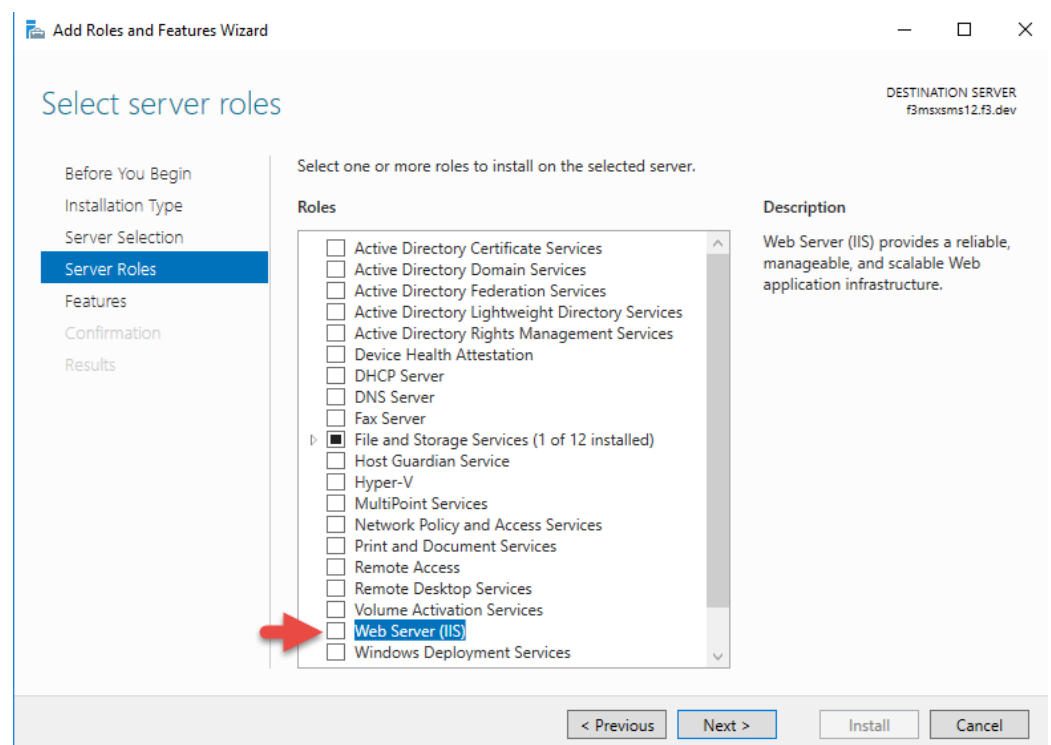 Add Roles and Features Wizard
Select server roles
DESTINATION SERVER
f3msxsms12.f3.dev
Before You Begin
Installation Type
Server Selection
Server Roles
Features
Confirmation
Results
Select one or more roles to install on the selected server.
Roles
Active Directory Certificate Services
Active Directory Domain Services
Active Directory Federation Services
Active Directory Lightweight Directory Services
Active Directory Rights Management Services
Device Health Attestation
DHCP Server
DNS Server
Fax Server
File and Storage Services (1 of 12 installed)
Host Guardian Service
Hyper-V
MultiPoint Services
Network Policy and Access Services
Print and Document Services
Remote Access
Remote Desktop Services
Volume Activation Services
Web Server (IIS)
Windows Deployment Services
Description
Web Server (IIS) provides a reliable,
manageable, and scalable Web
application infrastructure.
< Previous
Next >
Install
Cancel